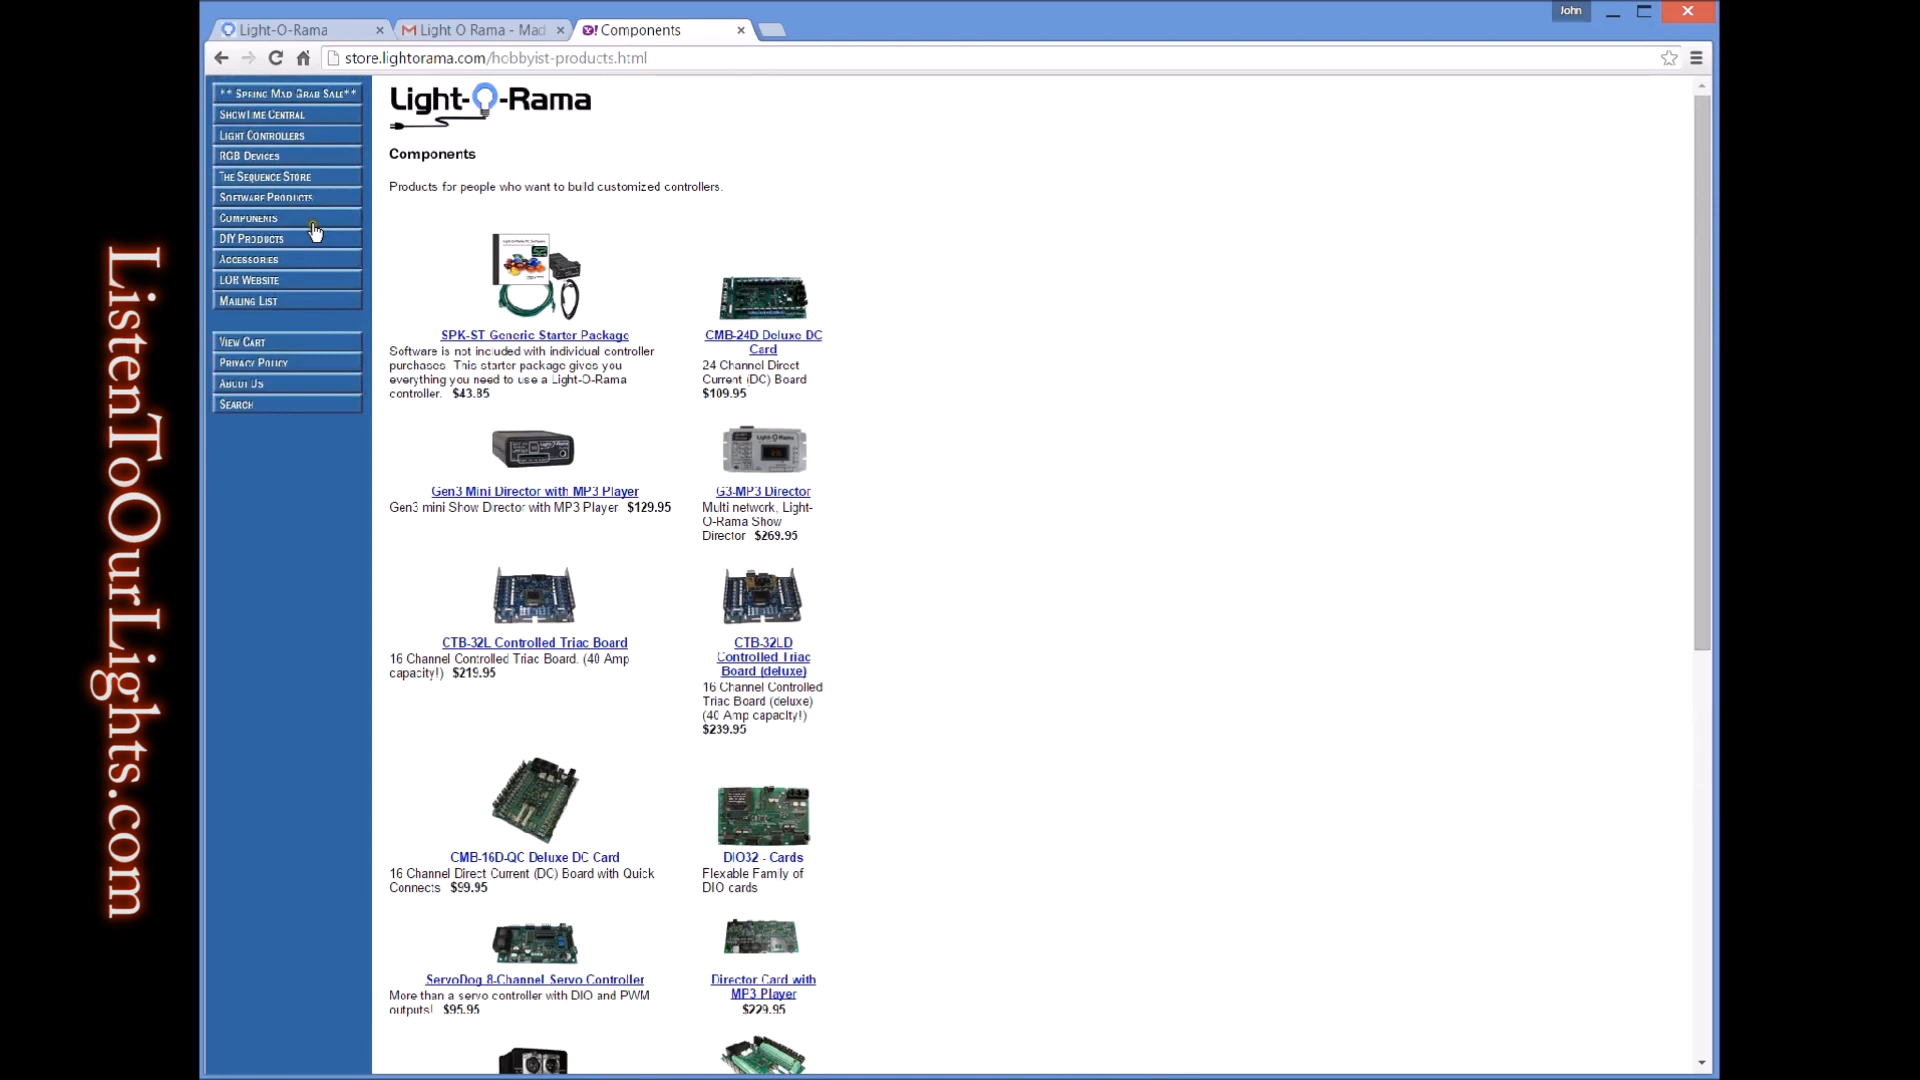 John
Light-O-Rama
Light O Rama - Mad
Components
store.lightorama.com/hobbyist-products.html
** Spring Mad Grab Sale**
ShowTime Central
Light Controllers
RGB Devices
The Sequence Store
Software Products
Components
DIY Products
Accessories
LOR Website
Mailing List
View Cart
Privacy Policy
About Us
Search
ListenToOurLights.com
Light-O-Rama
Components
Products for people who want to build customized controllers.
SPK-ST Generic Starter Package
Software is not included with individual controller
purchases. This starter package gives you
everything you need to use a Light-O-Rama
controller. $43.85
CMB-24D Deluxe DC
Card
24 Channel Direct
Current (DC) Board
$109.95
Gen3 Mini Director with MP3 Player
Gen3 mini Show Director with MP3 Player $129.95
G3-MP3 Director
Multi network, Light-
O-Rama Show
Director $269.95
CTB-32L Controlled Triac Board
16 Channel Controlled Triac Board. (40 Amp
capacity!) $219.95
CTB-32LD
Controlled Triac
Board (deluxe)
16 Channel Controlled
Triac Board (deluxe)
(40 Amp capacity!)
$239.95
CMB-16D-QC Deluxe DC Card
16 Channel Direct Current (DC) Board with Quick
Connects $99.95
DIO32 - Cards
Flexable Family of
DIO cards
ServoDog 8-Channel Servo Controller
More than a servo controller with DIO and PWM
outputs! $95.95
Director Card with
MP3 Player
$229.95